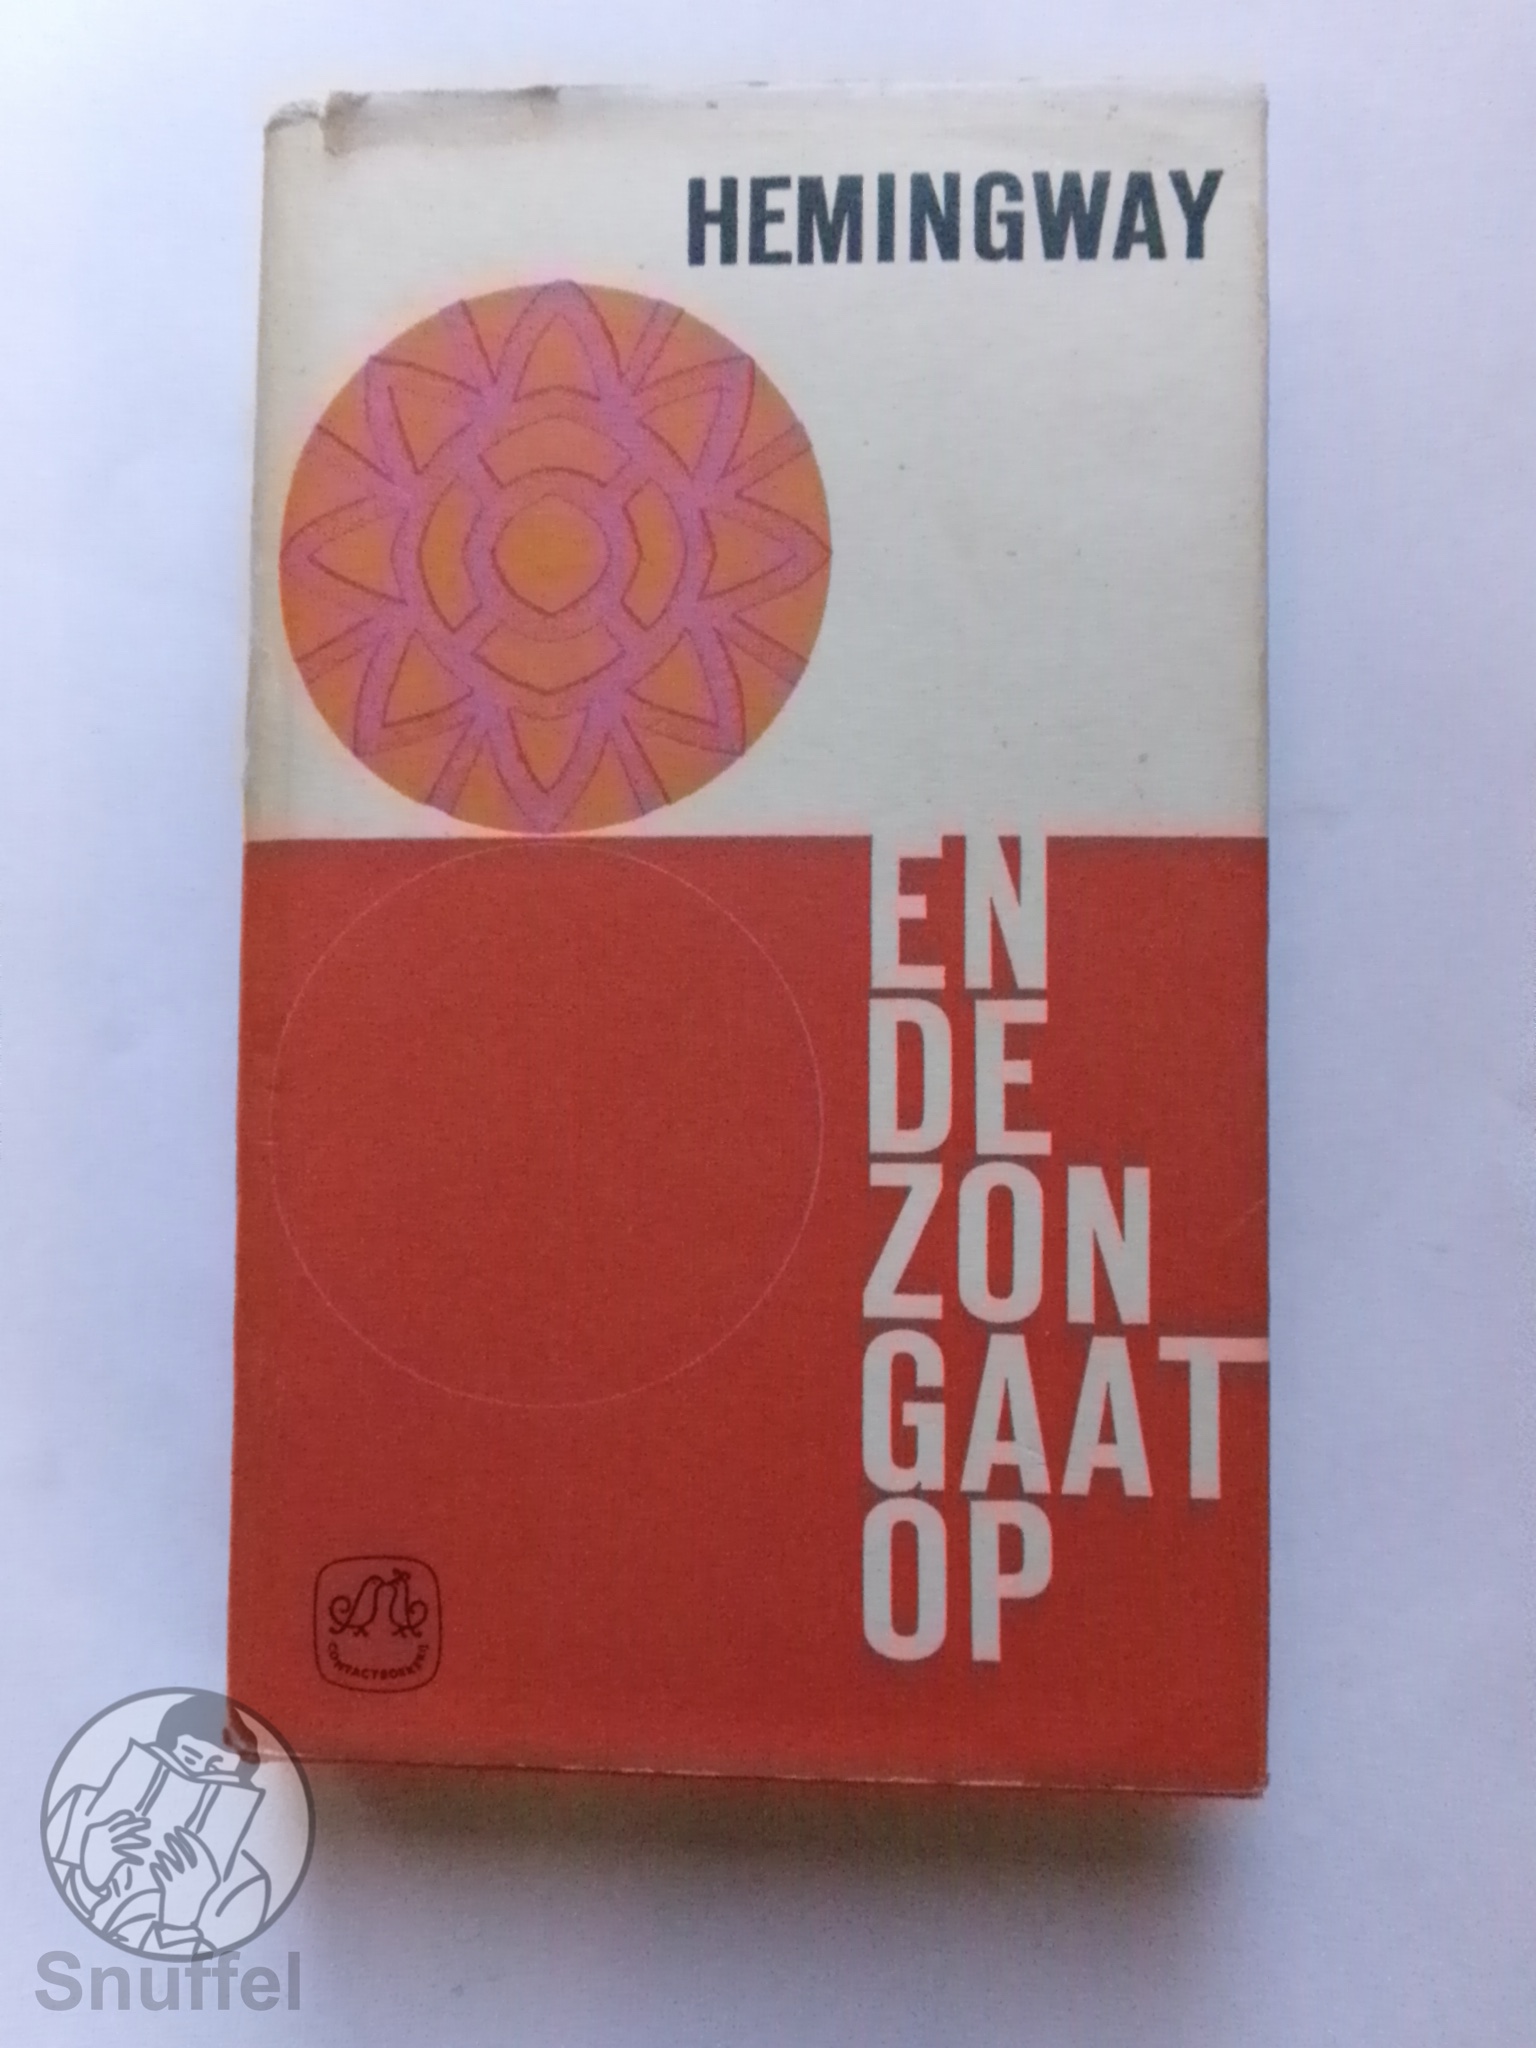 HEMINGWAY
EN
DE
ZON
GAAT
OP
CONTACTBOEKERIJ
Snuffel